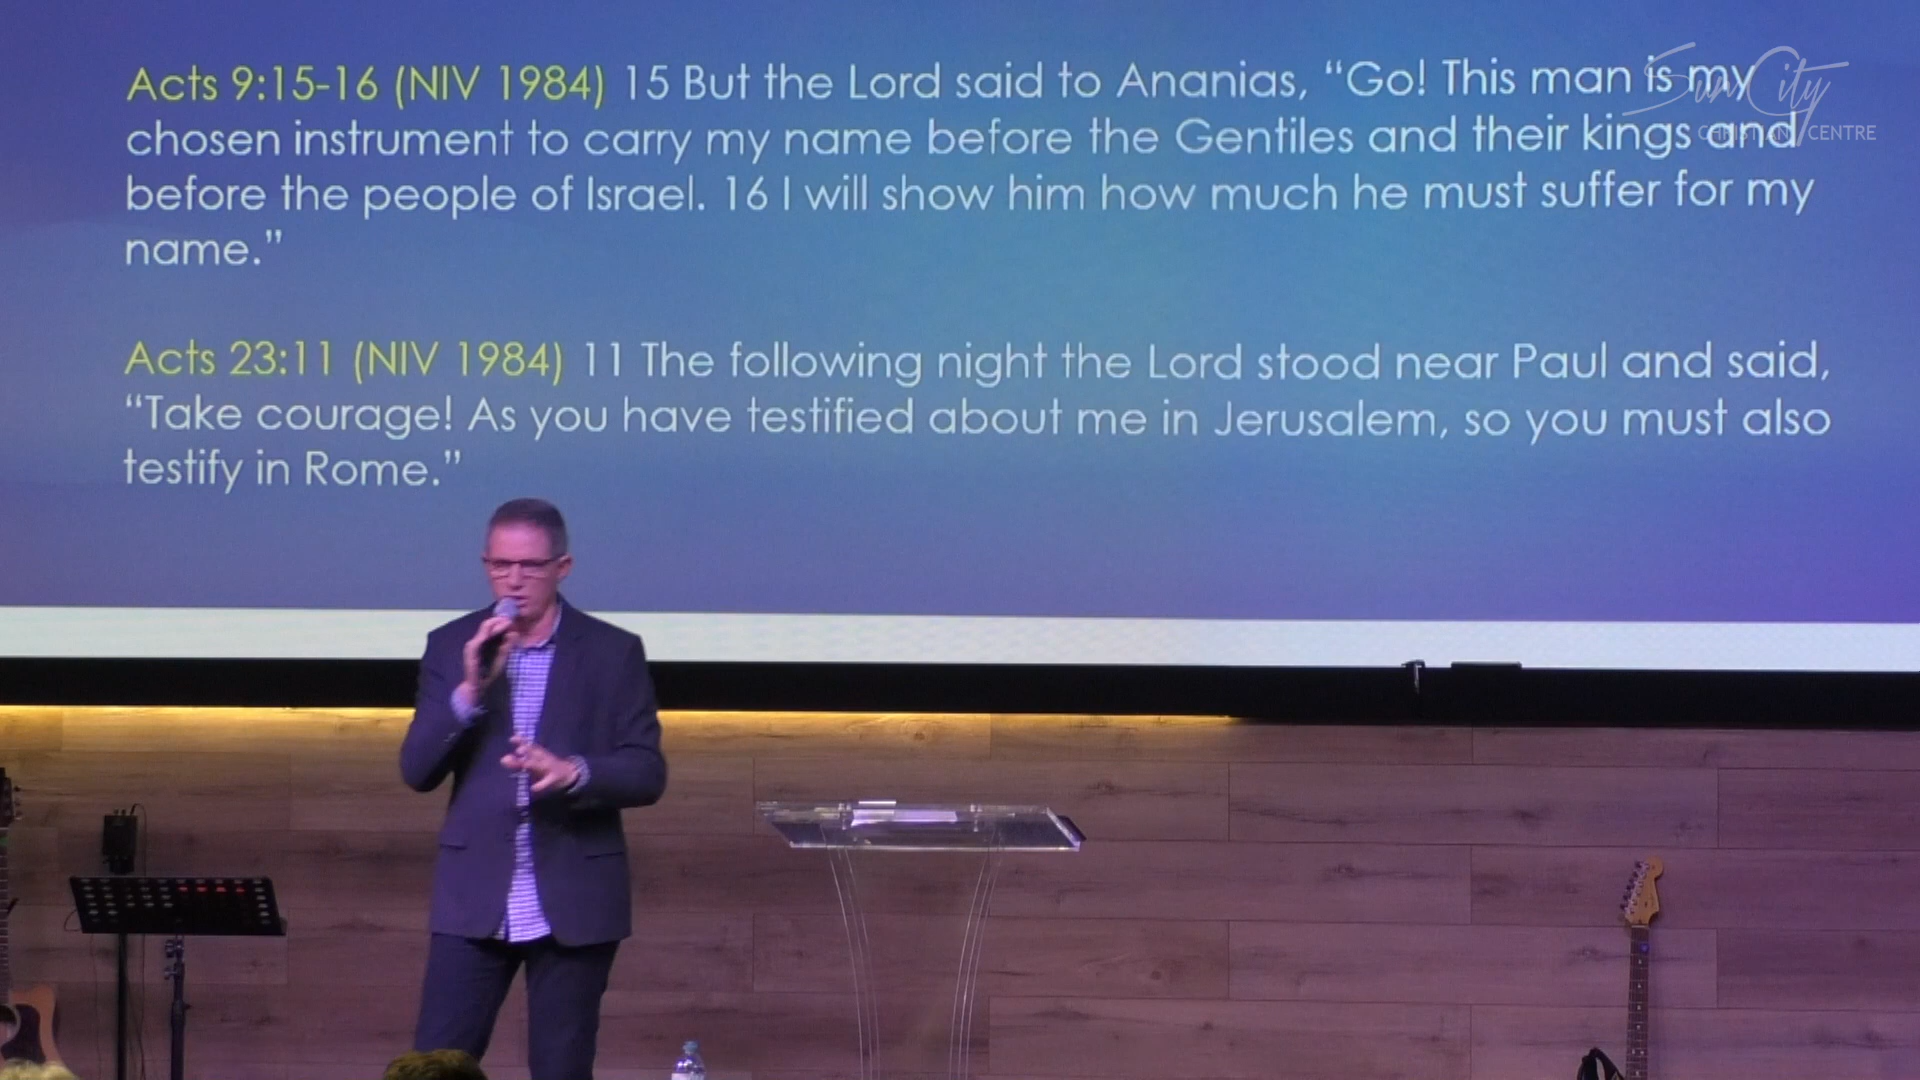 Acts 9:15-16 (NIV 1984) 15 But the Lord said to Ananias, “Go! This man is my
chosen instrument to carry my name before the Gentiles and their kings and
before the people of Israel. 16 I will show him how much he must suffer for my
name.”
Acts 23:11 (NIV 1984) 11 The following night the Lord stood near Paul and said,
“Take courage! As you have testified about me in Jerusalem, so you must also
testify in Rome.”
SunCity
CHRISTIAN CENTRE